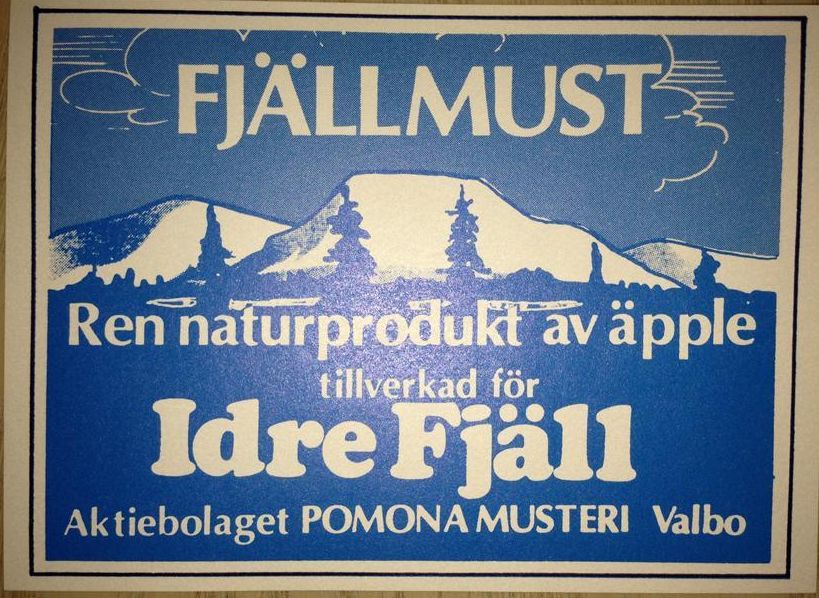 FJÄLLMUST
Ren naturprodukt av äpple
tillverkad för
Idre Fjäll
Aktiebolaget POMONA MUSTERI Valbo